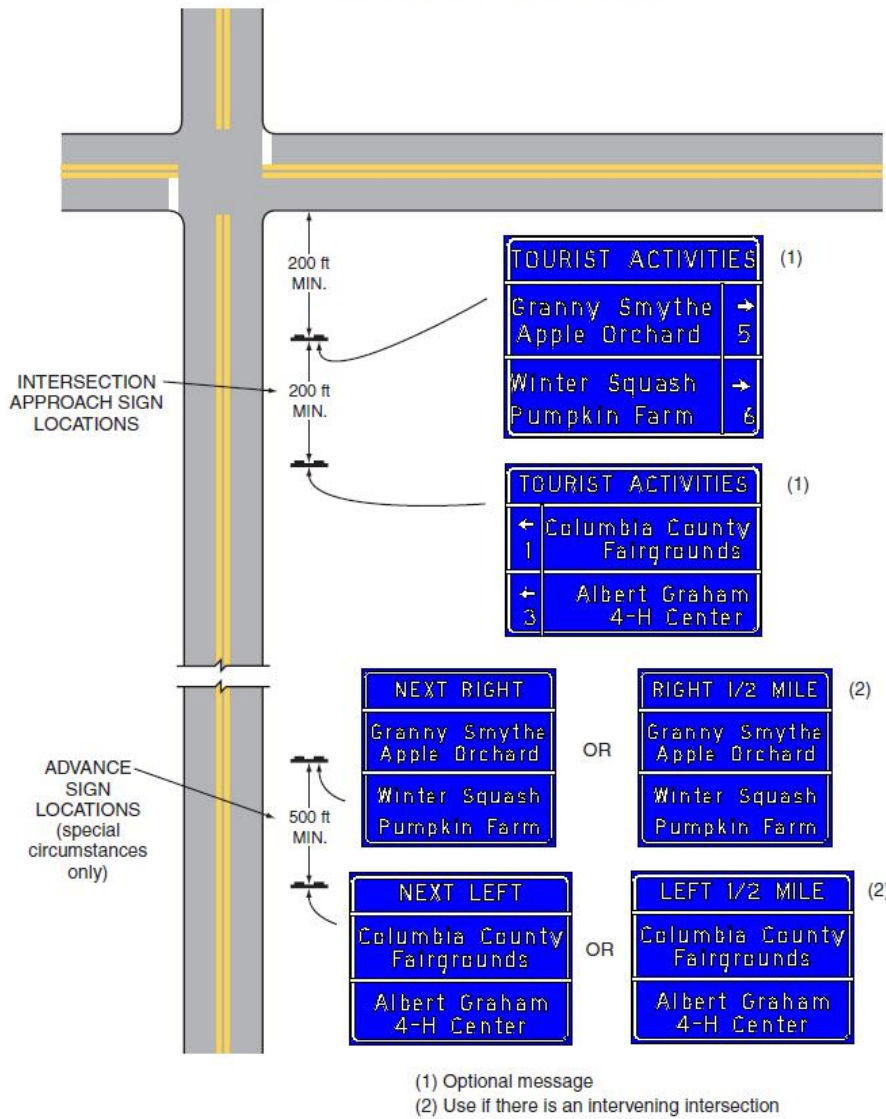 200 ft
MIN.
TOURIST ACTIVITIES
(1)
Granny Smythe
Apple Orchard
5
Winter Squash
Pumpkin Farm
6
INTERSECTION
APPROACH SIGN
LOCATIONS
200 ft
MIN.
TOURIST ACTIVITIES
(1)
1
Columbia County
Fairgrounds
3
Albert Graham
4-H Center
NEXT RIGHT
Granny Smythe
Apple Orchard
Winter Squash
Pumpkin Farm
OR
RIGHT 1/2 MILE
(2)
Granny Smythe
Apple Orchard
Winter Squash
Pumpkin Farm
ADVANCE
SIGN
LOCATIONS
(special
circumstances
only)
500 ft
MIN.
NEXT LEFT
Columbia County
Fairgrounds
Albert Graham
4-H Center
OR
LEFT 1/2 MILE
(2)
Columbia County
Fairgrounds
Albert Graham
4-H Center
(1) Optional message
(2) Use if there is an intervening intersection